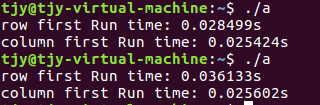 tjy@tjy-virtual-machine:~$ ./a
row first Run time: 0.028499s
column first Run time: 0.025424s
tjy@tjy-virtual-machine:~$ ./a
row first Run time: 0.036133s
column first Run time: 0.025602s